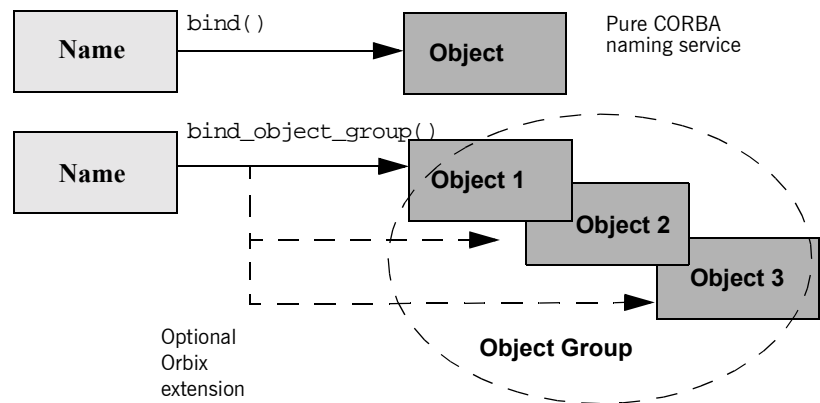 bind()
Name
Object
Pure CORBA
naming service
bind_object_group()
Name
Object 1
Object 2
Object 3
Optional
Orbix
extension
Object Group